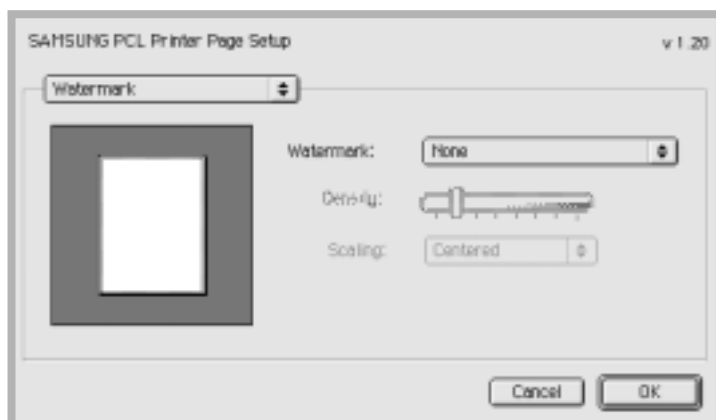 SAMSUNG PCL Printer Page Setup v 1.20
Watermark
Watermark: None
Density:
Scaling: Centered
Cancel OK